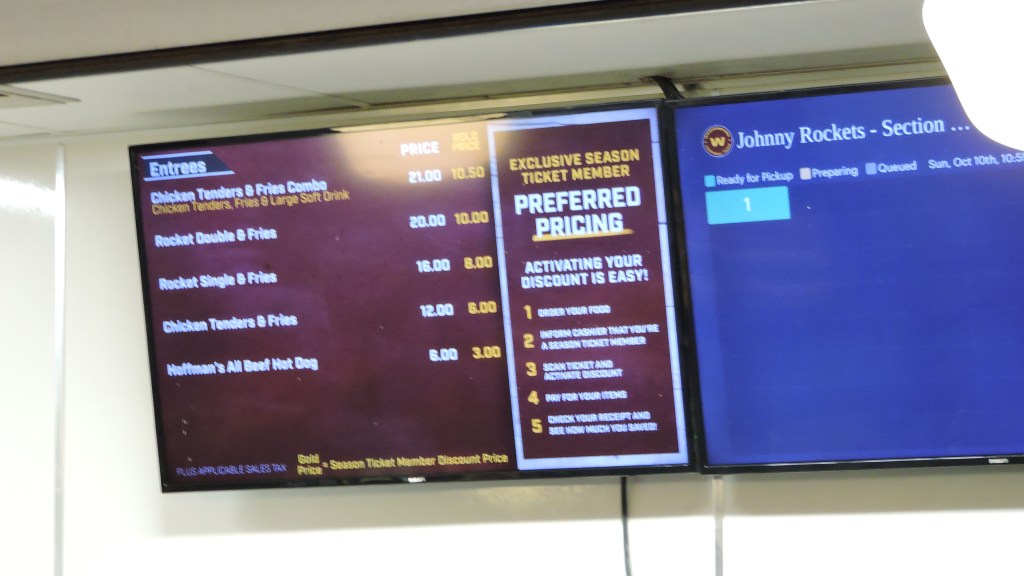 Entrees
PRICE GOLD PRICE
Chicken Tenders & Fries Combo 21.00 10.50
Chicken Tenders, Fries & Large Soft Drink
Rocket Double & Fries 20.00 10.00
Rocket Single & Fries 16.00 8.00
Chicken Tenders & Fries 12.00 6.00
Hoffman's All Beef Hot Dog 6.00 3.00
PLUS APPLICABLE SALES TAX
Gold Price = Season Ticket Member Discount Price
EXCLUSIVE SEASON
TICKET MEMBER
PREFERRED
PRICING
ACTIVATING YOUR
DISCOUNT IS EASY!
1 ORDER YOUR FOOD
2 INFORM CASHIER THAT YOU'RE
A SEASON TICKET MEMBER
3 SCAN TICKET AND
ACTIVATE DISCOUNT
4 PAY FOR YOUR ITEMS
5 CHECK YOUR RECEIPT AND
SEE HOW MUCH YOU SAVED!
W
Johnny Rockets - Section ...
Ready for Pickup Preparing Queued Sun, Oct 10th,
1